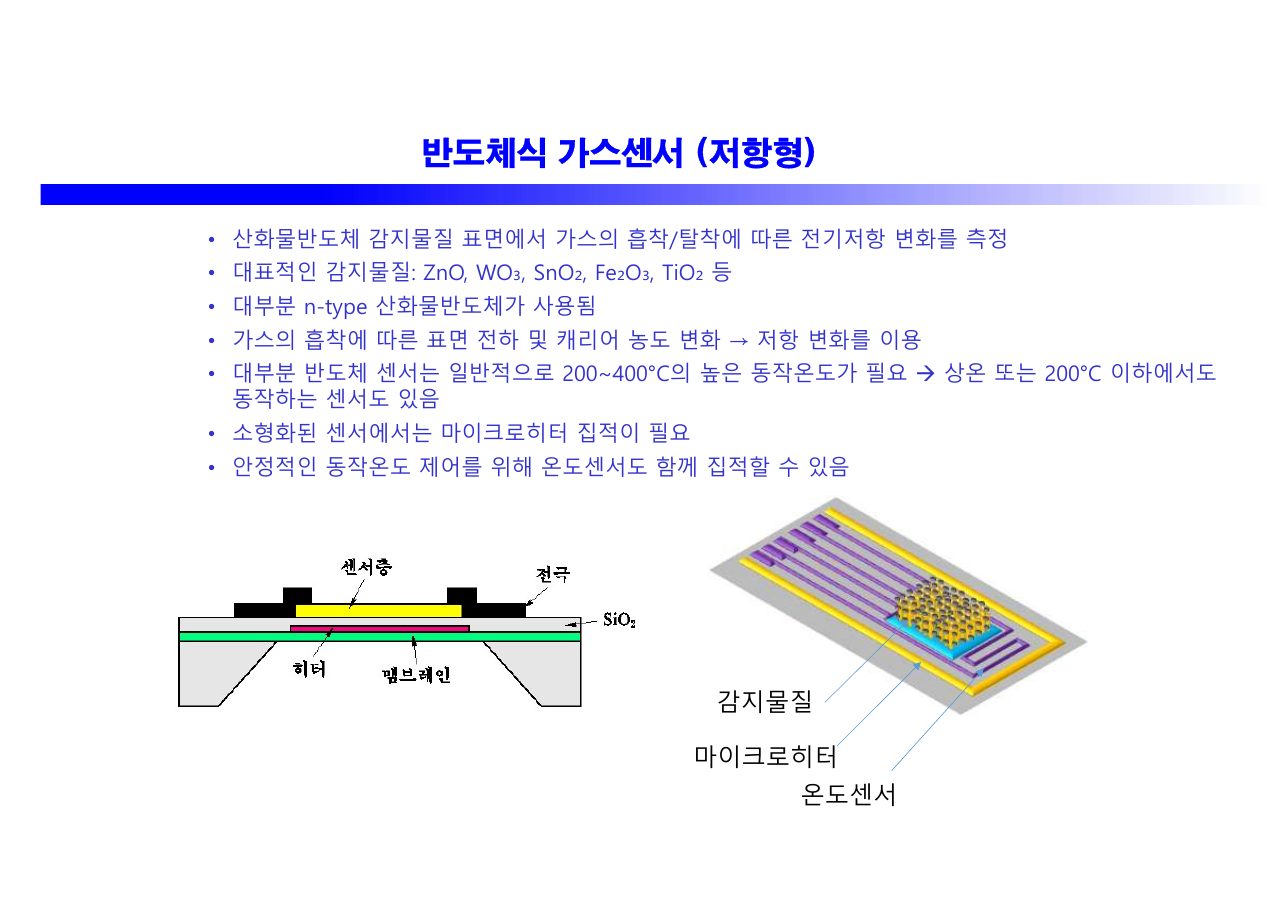 반도체식 가스센서 (저항형)
• 산화물반도체 감지물질 표면에서 가스의 흡착/탈착에 따른 전기저항 변화를 측정
• 대표적인 감지물질: ZnO, WO₃, SnO₂, Fe₂O₃, TiO₂ 등
• 대부분 n-type 산화물반도체가 사용됨
• 가스의 흡착에 따른 표면 전하 및 캐리어 농도 변화 → 저항 변화를 이용
• 대부분 반도체 센서는 일반적으로 200~400°C의 높은 동작온도가 필요 → 상온 또는 200°C 이하에서도
동작하는 센서도 있음
• 소형화된 센서에서는 마이크로히터 집적이 필요
• 안정적인 동작온도 제어를 위해 온도센서도 함께 집적할 수 있음
센서층
전극
SiO₂
히터
멤브레인
감지물질
마이크로히터
온도센서